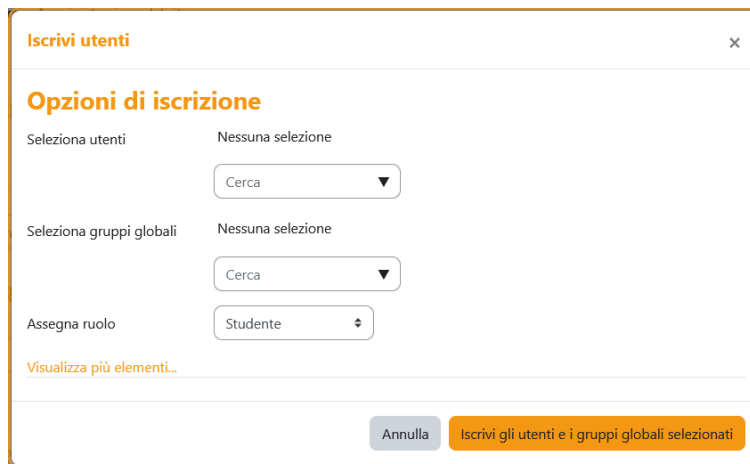 Iscrivi utenti
×
Opzioni di iscrizione
Seleziona utenti
Nessuna selezione
Cerca
Seleziona gruppi globali
Nessuna selezione
Cerca
Assegna ruolo
Studente
Visualizza più elementi...
Annulla
Iscrivi gli utenti e i gruppi globali selezionati